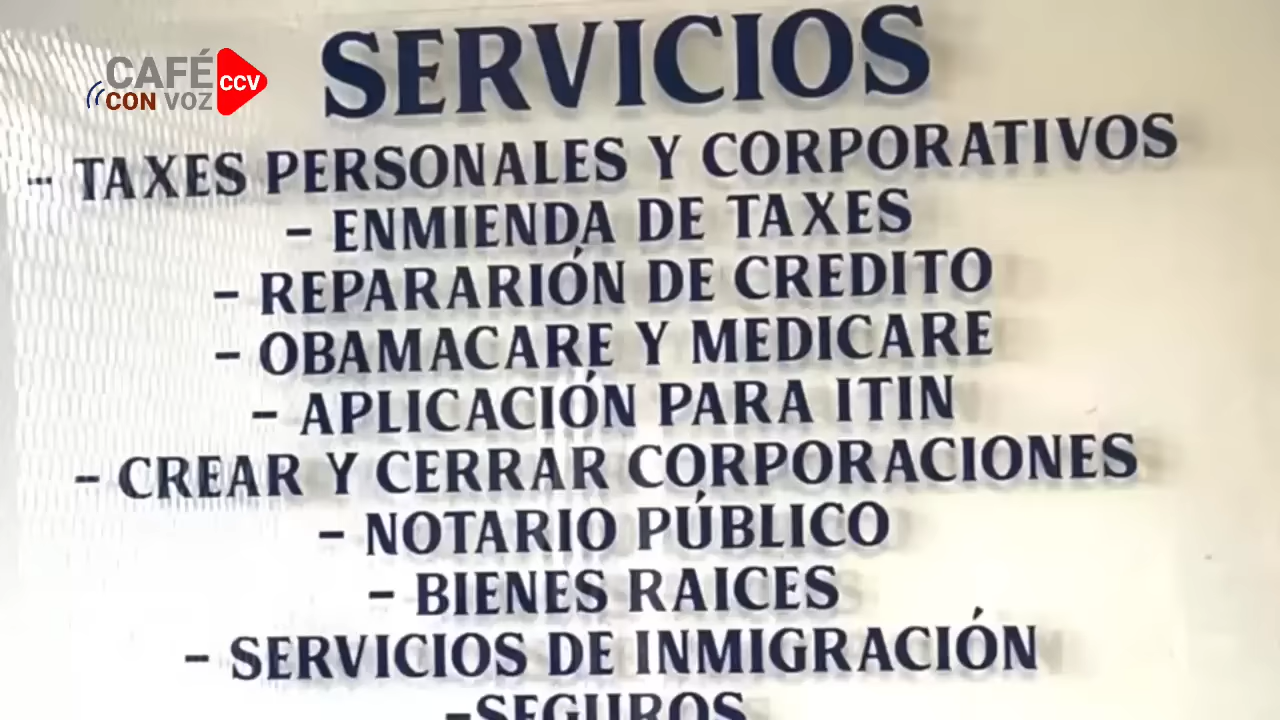 CAFÉ
CON VOZ
CCV
SERVICIOS
- TAXES PERSONALES Y CORPORATIVOS
- ENMIENDA DE TAXES
- REPARARIÓN DE CREDITO
- OBAMACARE Y MEDICARE
- APLICACIÓN PARA ITIN
- CREAR Y CERRAR CORPORACIONES
- NOTARIO PÚBLICO
- BIENES RAICES
- SERVICIOS DE INMIGRACIÓN
-SEGUROS